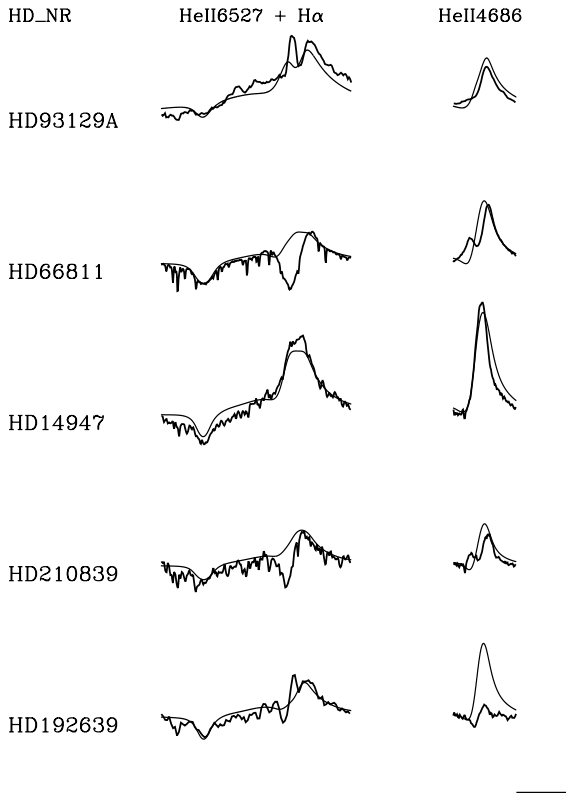 HD_NR HeII6527 + Hα HeII4686
HD93129A
HD66811
HD14947
HD210839
HD192639